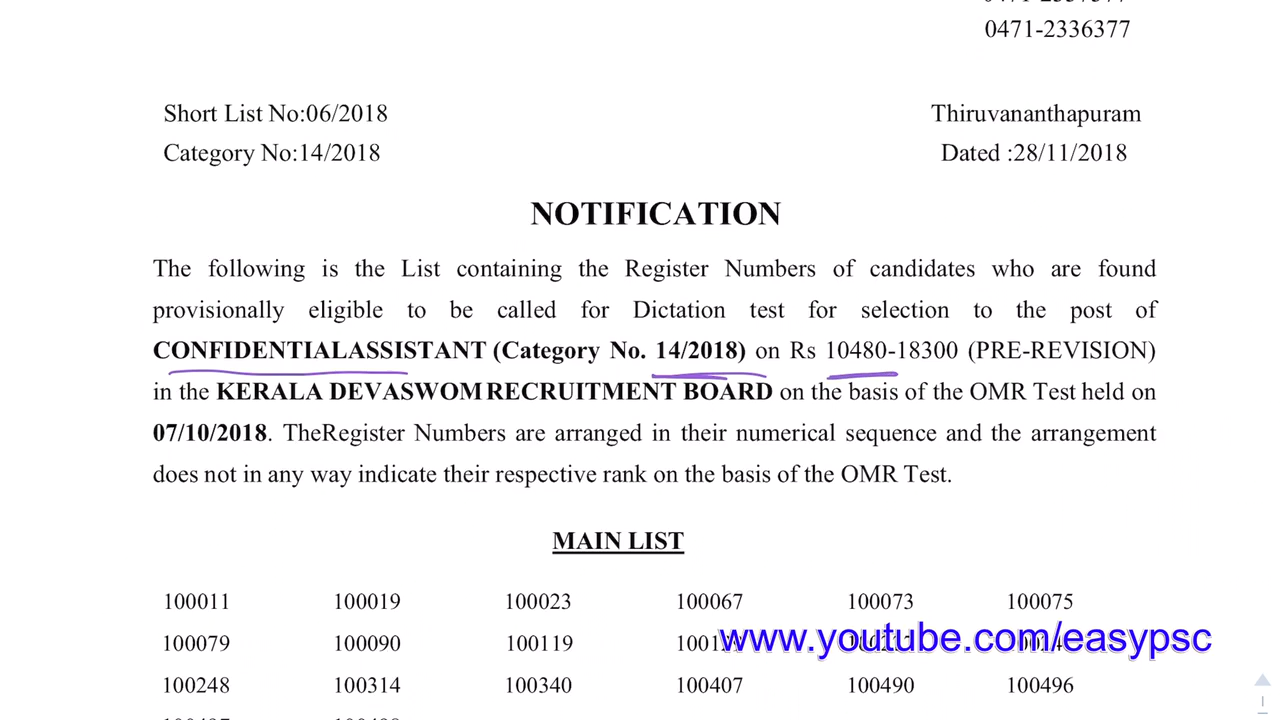 0471-2336377
Short List No:06/2018 Thiruvananthapuram
Category No:14/2018 Dated :28/11/2018
NOTIFICATION
The following is the List containing the Register Numbers of candidates who are found
provisionally eligible to be called for Dictation test for selection to the post of
CONFIDENTIALASSISTANT (Category No. 14/2018) on Rs 10480-18300 (PRE-REVISION)
in the KERALA DEVASWOM RECRUITMENT BOARD on the basis of the OMR Test held on
07/10/2018. TheRegister Numbers are arranged in their numerical sequence and the arrangement
does not in any way indicate their respective rank on the basis of the OMR Test.
MAIN LIST
100011 100019 100023 100067 100073 100075
100079 100090 100119
www.youtube.com/easypsc
100248 100314 100340 100407 100490 100496